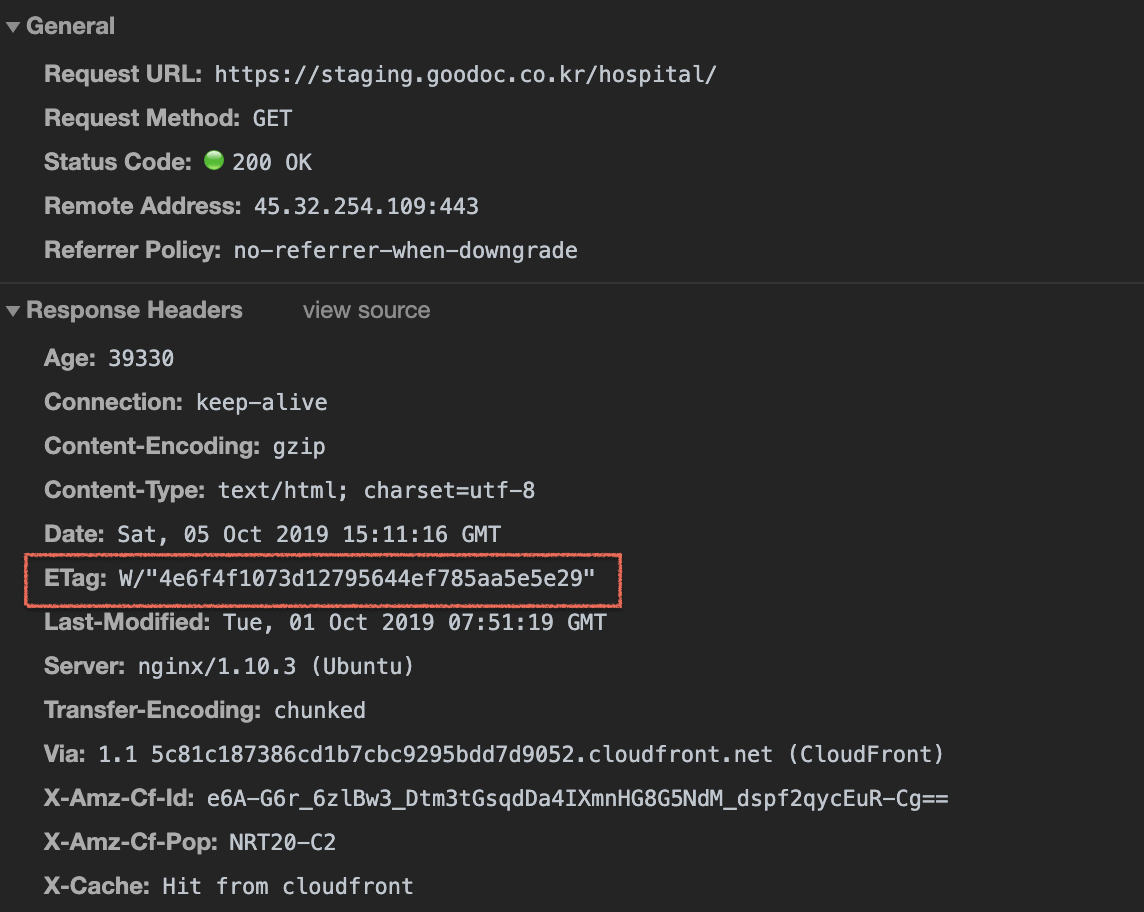 General
Request URL: https://staging.goodoc.co.kr/hospital/
Request Method: GET
Status Code: 200 OK
Remote Address: 45.32.254.109:443
Referrer Policy: no-referrer-when-downgrade
Response Headers view source
Age: 39330
Connection: keep-alive
Content-Encoding: gzip
Content-Type: text/html; charset=utf-8
Date: Sat, 05 Oct 2019 15:11:16 GMT
ETag: W/"4e6f4f1073d12795644ef785aa5e5e29"
Last-Modified: Tue, 01 Oct 2019 07:51:19 GMT
Server: nginx/1.10.3 (Ubuntu)
Transfer-Encoding: chunked
Via: 1.1 5c81c187386cd1b7cbc9295bdd7d9052.cloudfront.net (CloudFront)
X-Amz-Cf-Id: e6A-G6r_6zlBw3_Dtm3tGsqdDa4IXmnHG8G5NdM_dspf2qycEuR-Cg==
X-Amz-Cf-Pop: NRT20-C2
X-Cache: Hit from cloudfront